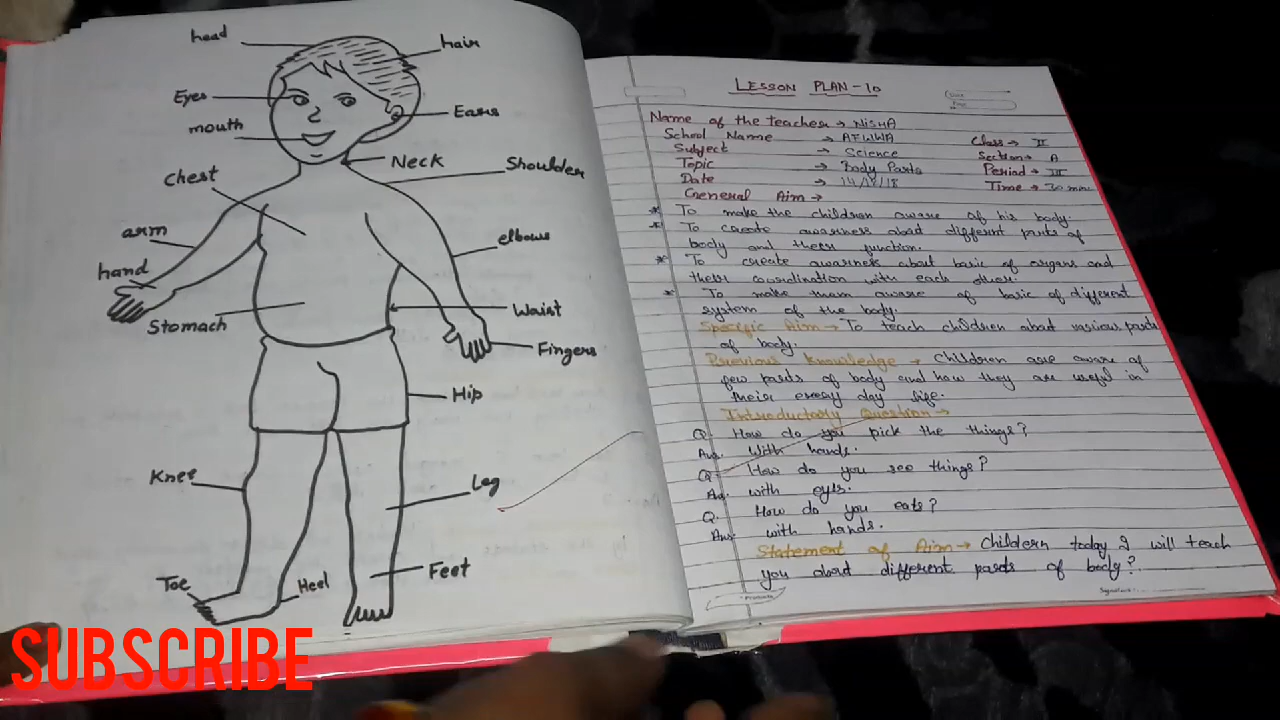 head
hair
Eyes
Ears
mouth
Neck
Shoulder
Chest
arm
elbows
hand
Stomach
Waist
Fingers
Hip
Knee
Leg
Toe
Heel
Feet
SUBSCRIBE
LESSON PLAN - 10
Name of the teacher → NISHA
School Name → AFWWA Class → II
Subject → Science Section → A
Topic → Body Parts Period → III
Date → Time → 30 min
General Aim →
* To make the children aware of his body.
* To create awareness abad different parts of
body and their function.
* To create awareness about basic of organs and
their coordination with each other.
* To make them aware of basic of different
system of the body.
Specific Aim → To teach children abad various parts
of body.
Previous Knowledge → Children are aware of
few parts of body and how they are useful in
their every day life.
Introductory Question →
Q. How do you pick the things?
Ans. With hands.
Q. How do you see things?
Ans. with eyes.
Q. How do you eats?
Ans. with hands.
Statement of Aim → Childern today I will teach
you abad different parts of body?